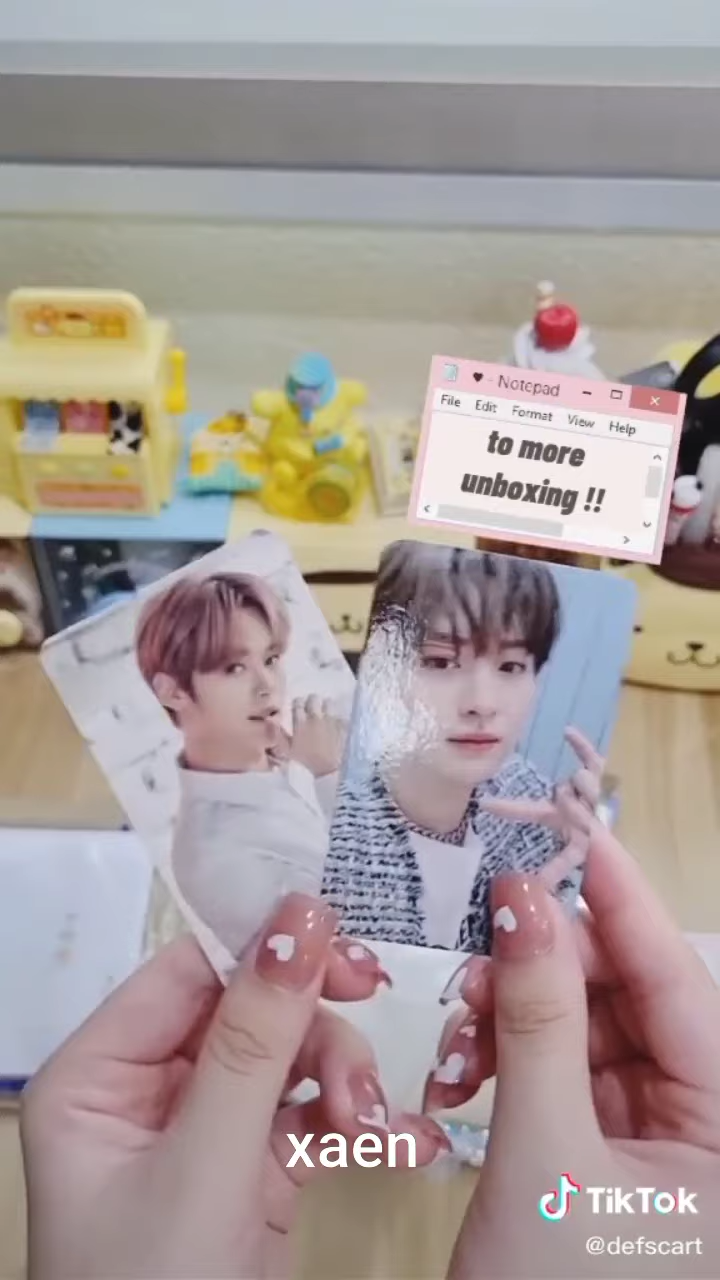 ♥ - Notepad
File Edit Format View Help
to more
unboxing !!
xaen
TikTok
@defscart